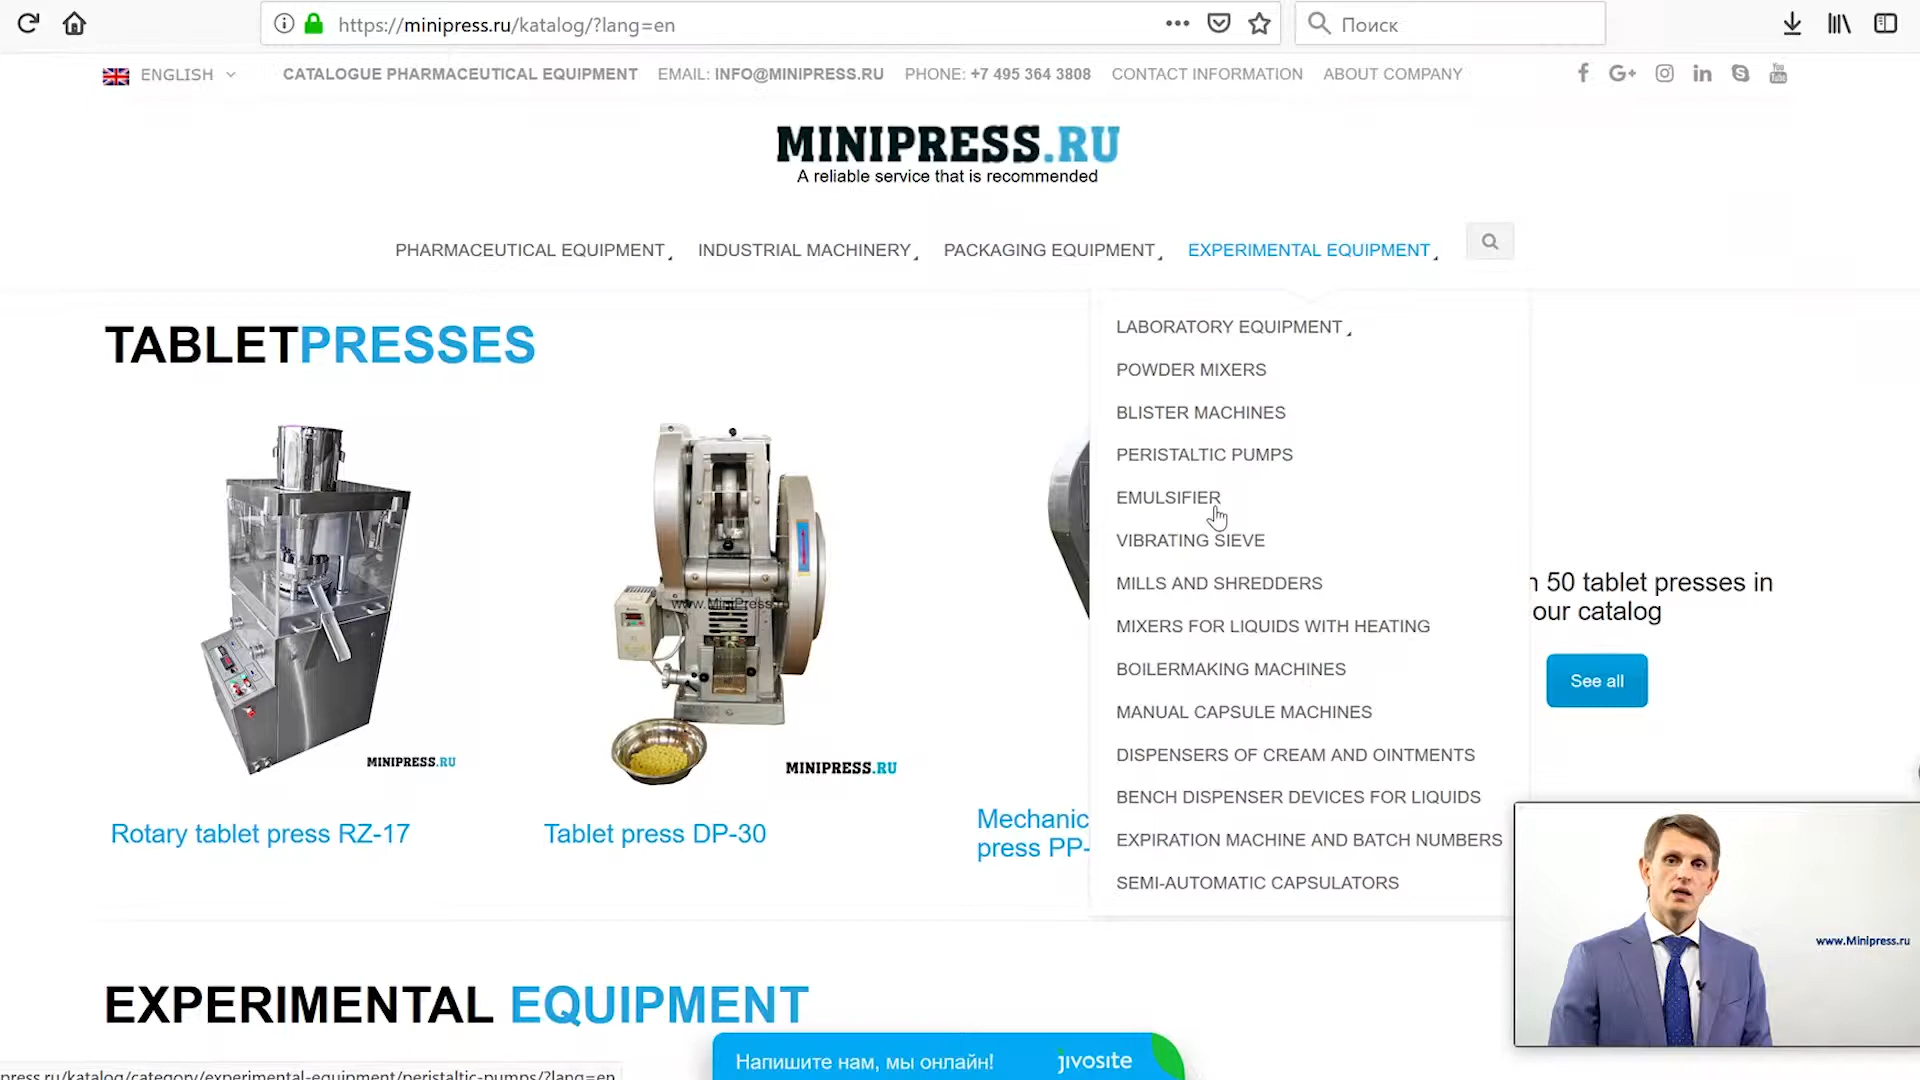 https://minipress.ru/katalog/?lang=en
Поиск
ENGLISH
CATALOGUE PHARMACEUTICAL EQUIPMENT
EMAIL: INFO@MINIPRESS.RU
PHONE: +7 495 364 3808
CONTACT INFORMATION
ABOUT COMPANY
You
MINIPRESS.RU
A reliable service that is recommended
PHARMACEUTICAL EQUIPMENT
INDUSTRIAL MACHINERY
PACKAGING EQUIPMENT
EXPERIMENTAL EQUIPMENT
TABLETPRESSES
LABORATORY EQUIPMENT
POWDER MIXERS
BLISTER MACHINES
PERISTALTIC PUMPS
EMULSIFIER
VIBRATING SIEVE
MILLS AND SHREDDERS
MIXERS FOR LIQUIDS WITH HEATING
BOILERMAKING MACHINES
MANUAL CAPSULE MACHINES
DISPENSERS OF CREAM AND OINTMENTS
BENCH DISPENSER DEVICES FOR LIQUIDS
EXPIRATION MACHINE AND BATCH NUMBERS
SEMI-AUTOMATIC CAPSULATORS
50 tablet presses in
our catalog
See all
www.MiniPress.r
MINIPRESS.RU
MINIPRESS.RU
Rotary tablet press RZ-17
Tablet press DP-30
Mechanic
press PP-
www.Minipress.ru
EXPERIMENTAL EQUIPMENT
Напишите нам, мы онлайн!
jivosite
press.ru/katalog/category/experimental-equipment/peristaltic-pumps/?lang=en